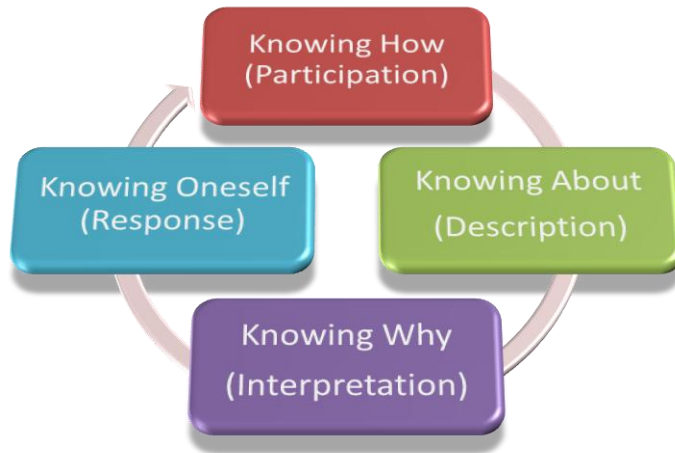 Knowing How
(Participation)
Knowing About
(Description)
Knowing Why
(Interpretation)
Knowing Oneself
(Response)